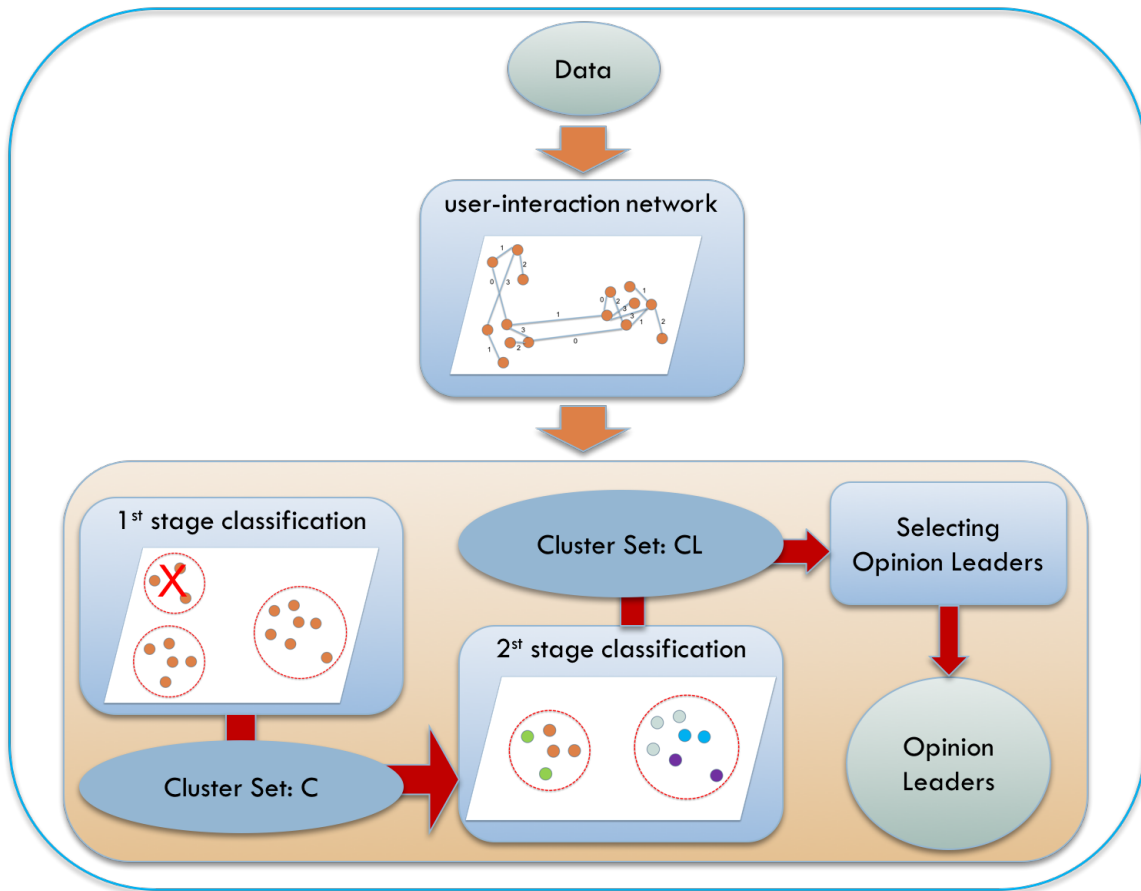 Data
user-interaction network
1
2
0
3
1
3
2
1
0
0
2
3
3
1
1
2
1st stage classification
X
Cluster Set: C
2st stage classification
Cluster Set: CL
Selecting
Opinion Leaders
Opinion
Leaders